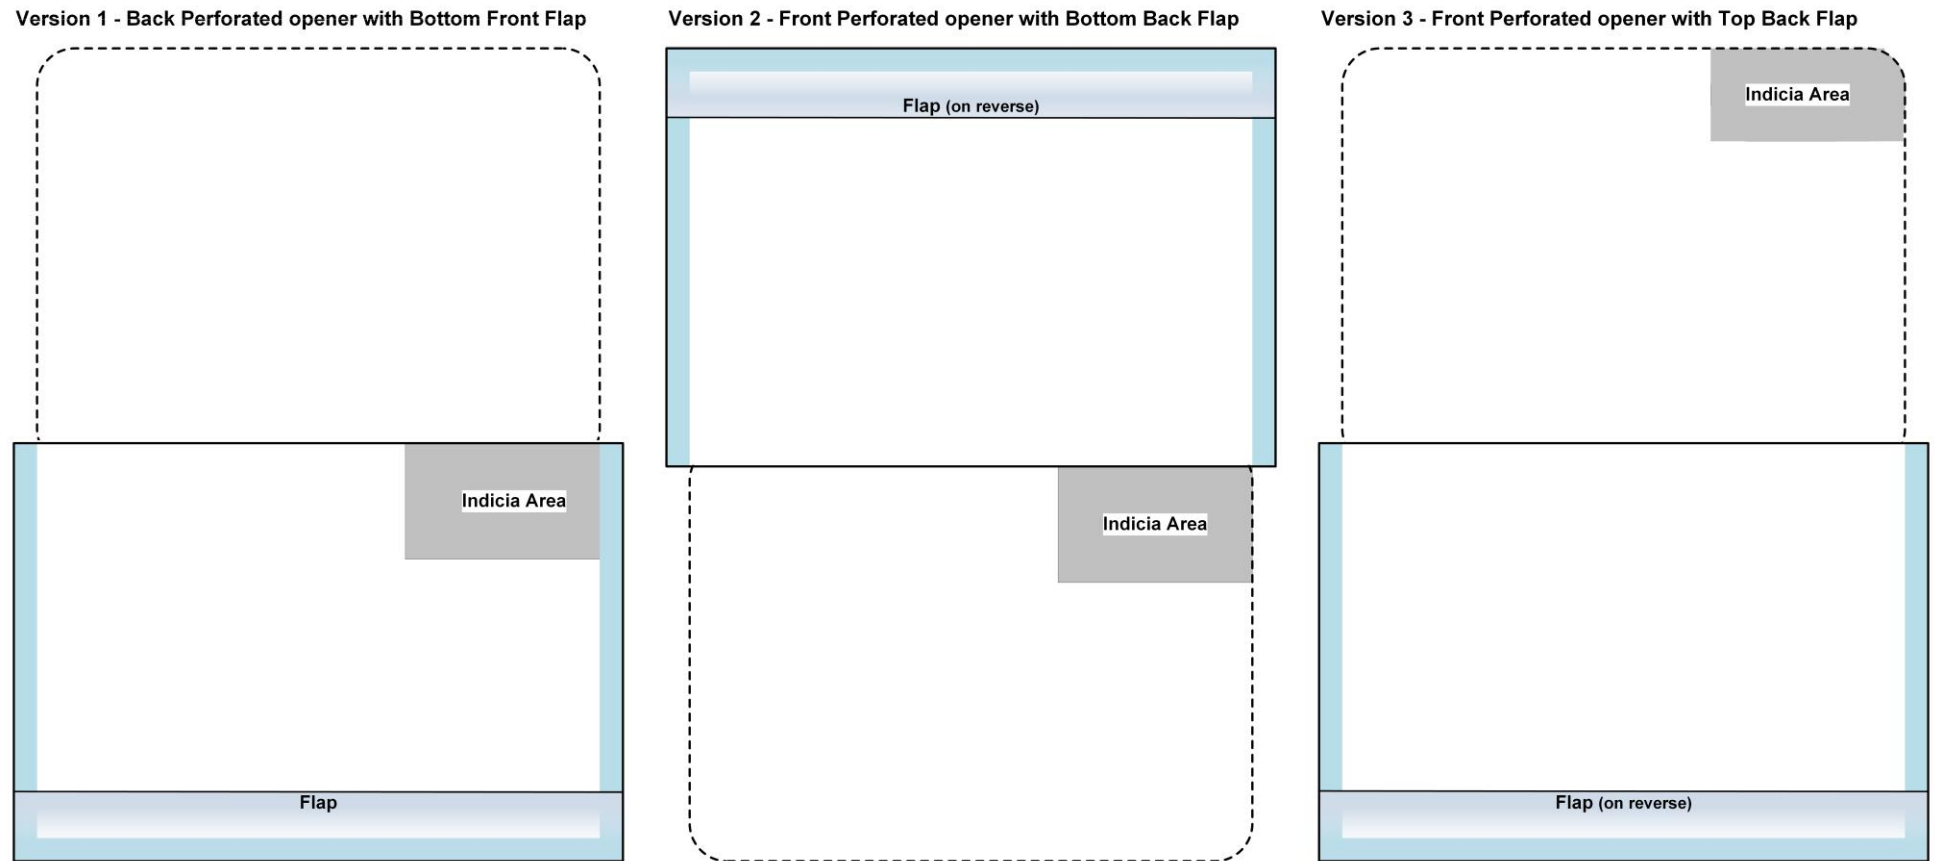 Version 1 - Back Perforated opener with Bottom Front Flap
Version 2 - Front Perforated opener with Bottom Back Flap
Version 3 - Front Perforated opener with Top Back Flap
Indicia Area
Flap
Flap (on reverse)
Indicia Area
Indicia Area
Flap (on reverse)